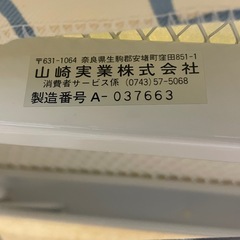 〒631-1064 奈良県生駒郡安堵町窪田851-1
山崎実業株式会社
消費者サービス係 (0743)57-5068
製造番号 A-037663